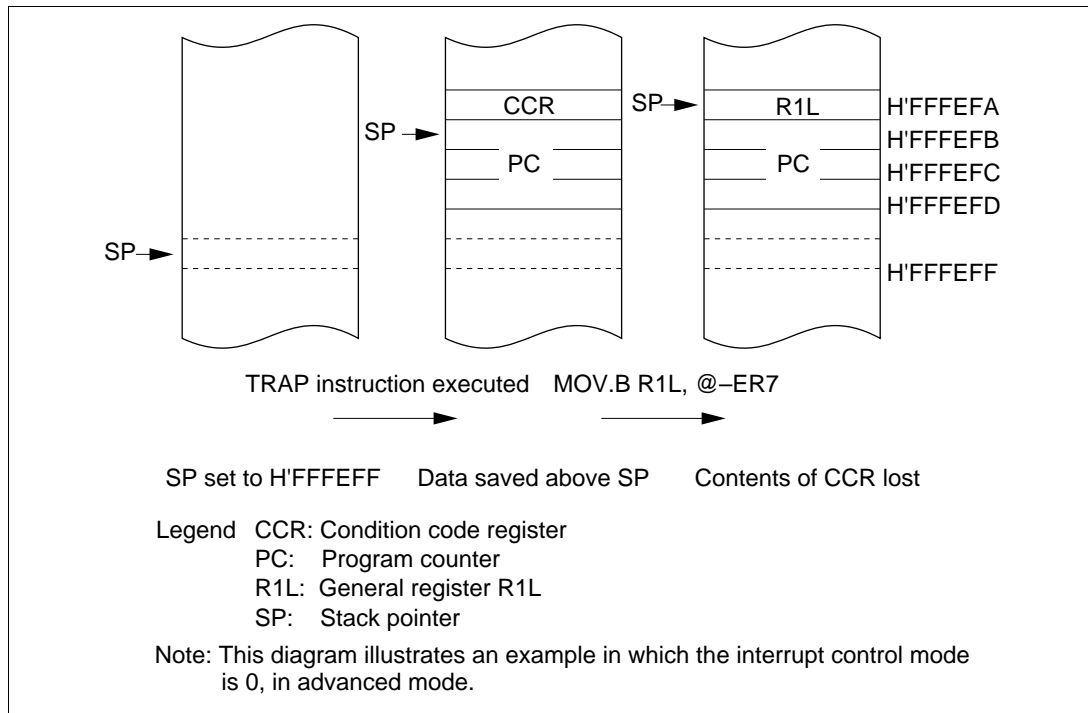 CCR
SP
R1L
H'FFFEFA
SP
H'FFFEFB
PC
PC
H'FFFEFC
H'FFFEFD
SP
H'FFFEFF
TRAP instruction executed
MOV.B R1L, @–ER7
SP set to H'FFFEFF
Data saved above SP
Contents of CCR lost
Legend CCR: Condition code register
PC: Program counter
R1L: General register R1L
SP: Stack pointer
Note: This diagram illustrates an example in which the interrupt control mode
is 0, in advanced mode.